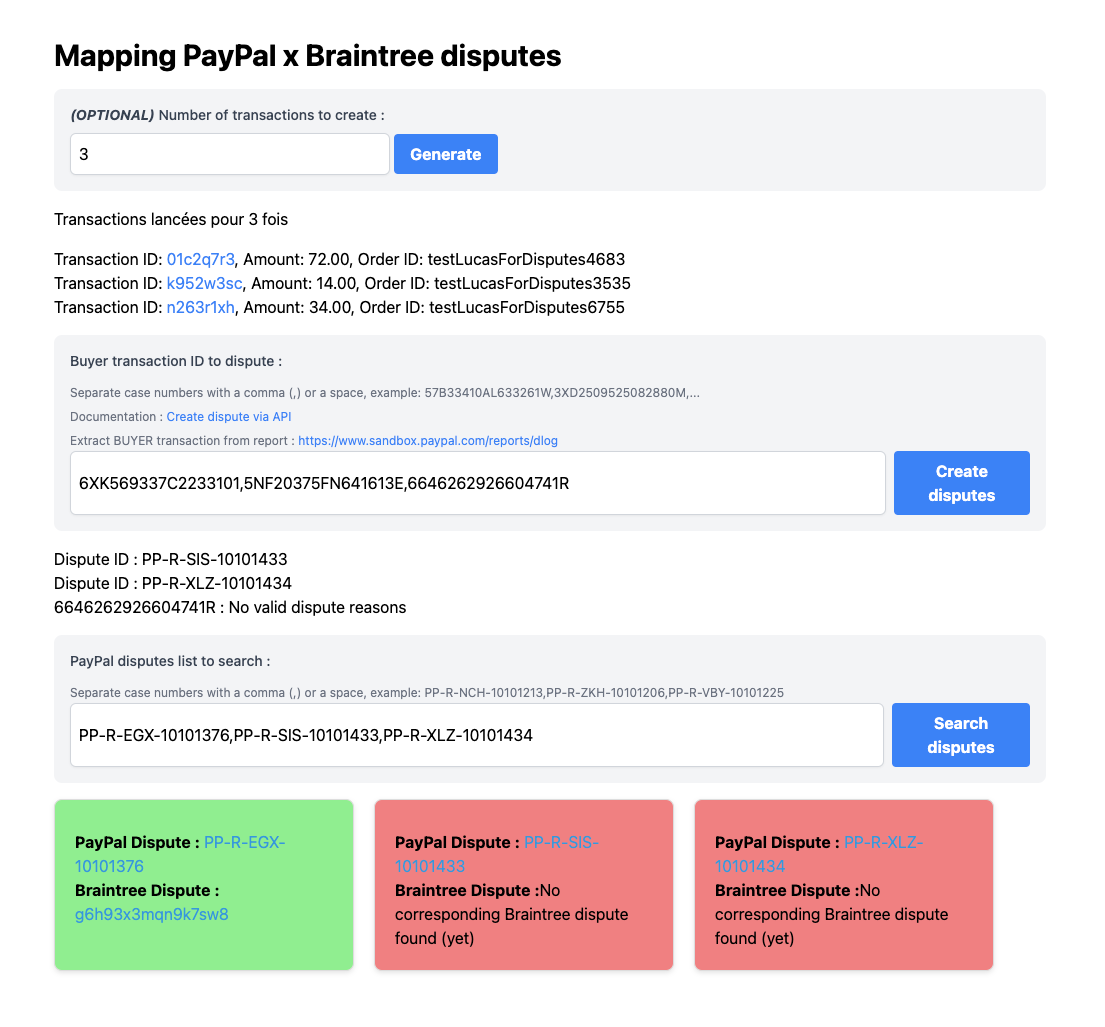 Mapping PayPal x Braintree disputes
(OPTIONAL) Number of transactions to create :
3
Generate
Transactions lancées pour 3 fois
Transaction ID: 01c2q7r3, Amount: 72.00, Order ID: testLucasForDisputes4683
Transaction ID: k952w3sc, Amount: 14.00, Order ID: testLucasForDisputes3535
Transaction ID: n263r1xh, Amount: 34.00, Order ID: testLucasForDisputes6755
Buyer transaction ID to dispute :
Separate case numbers with a comma (,) or a space, example: 57B33410AL633261W,3XD2509525082880M,...
Documentation : Create dispute via API
Extract BUYER transaction from report : https://www.sandbox.paypal.com/reports/dlog
6XK569337C2233101,5NF20375FN641613E,6646262926604741R
Create
disputes
Dispute ID : PP-R-SIS-10101433
Dispute ID : PP-R-XLZ-10101434
6646262926604741R : No valid dispute reasons
PayPal disputes list to search :
Separate case numbers with a comma (,) or a space, example: PP-R-NCH-10101213,PP-R-ZKH-10101206,PP-R-VBY-10101225
PP-R-EGX-10101376,PP-R-SIS-10101433,PP-R-XLZ-10101434
Search
disputes
PayPal Dispute : PP-R-EGX-
10101376
Braintree Dispute :
g6h93x3mqn9k7sw8
PayPal Dispute : PP-R-SIS-
10101433
Braintree Dispute :No
corresponding Braintree dispute
found (yet)
PayPal Dispute : PP-R-XLZ-
10101434
Braintree Dispute :No
corresponding Braintree dispute
found (yet)